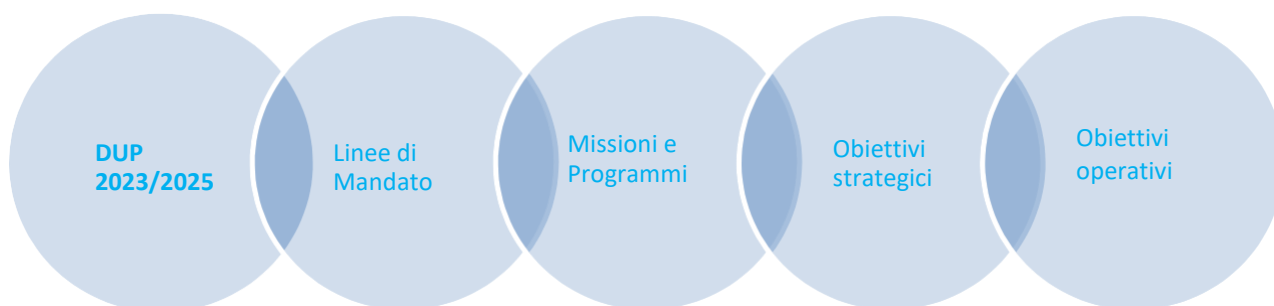 DUP
2023/2025
Linee di
Mandato
Missioni e
Programmi
Obiettivi
strategici
Obiettivi
operativi